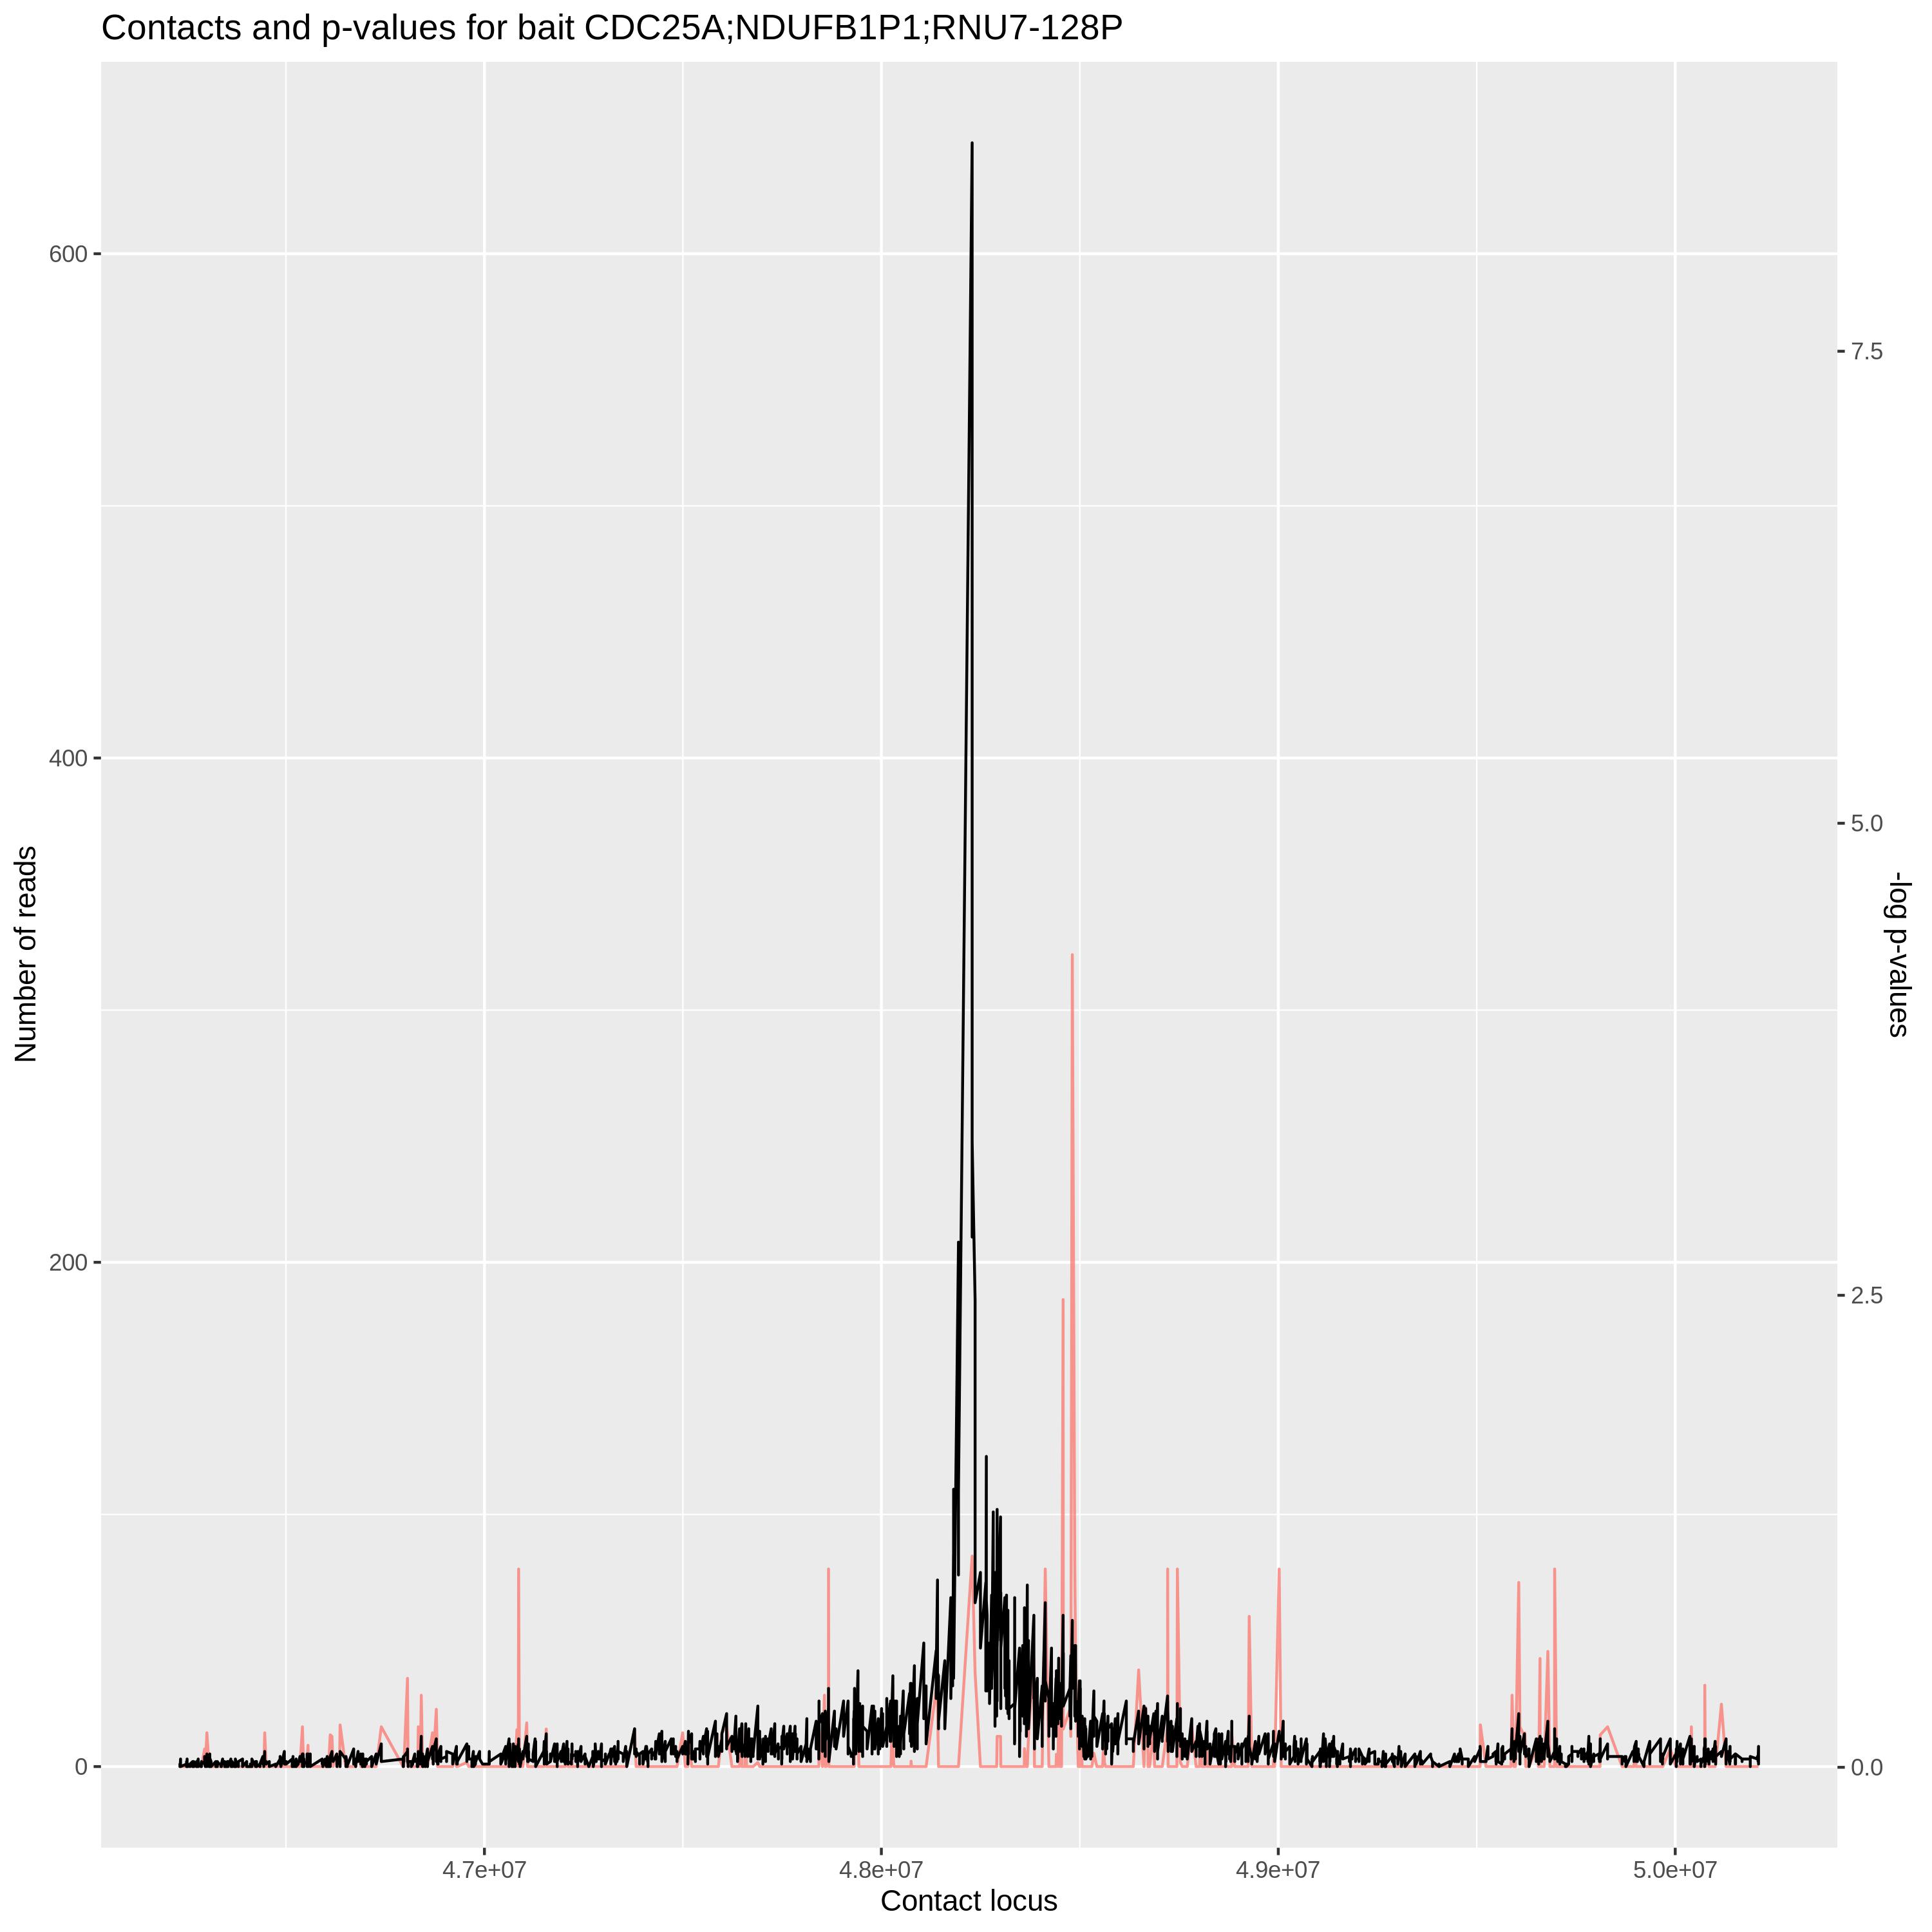 Contacts and p-values for bait CDC25A;NDUFB1P1;RNU7-128P
600
400
200
0
Number of reads
7.5
5.0
2.5
0.0
-log p-values
4.7e+07
4.8e+07
4.9e+07
5.0e+07
Contact locus